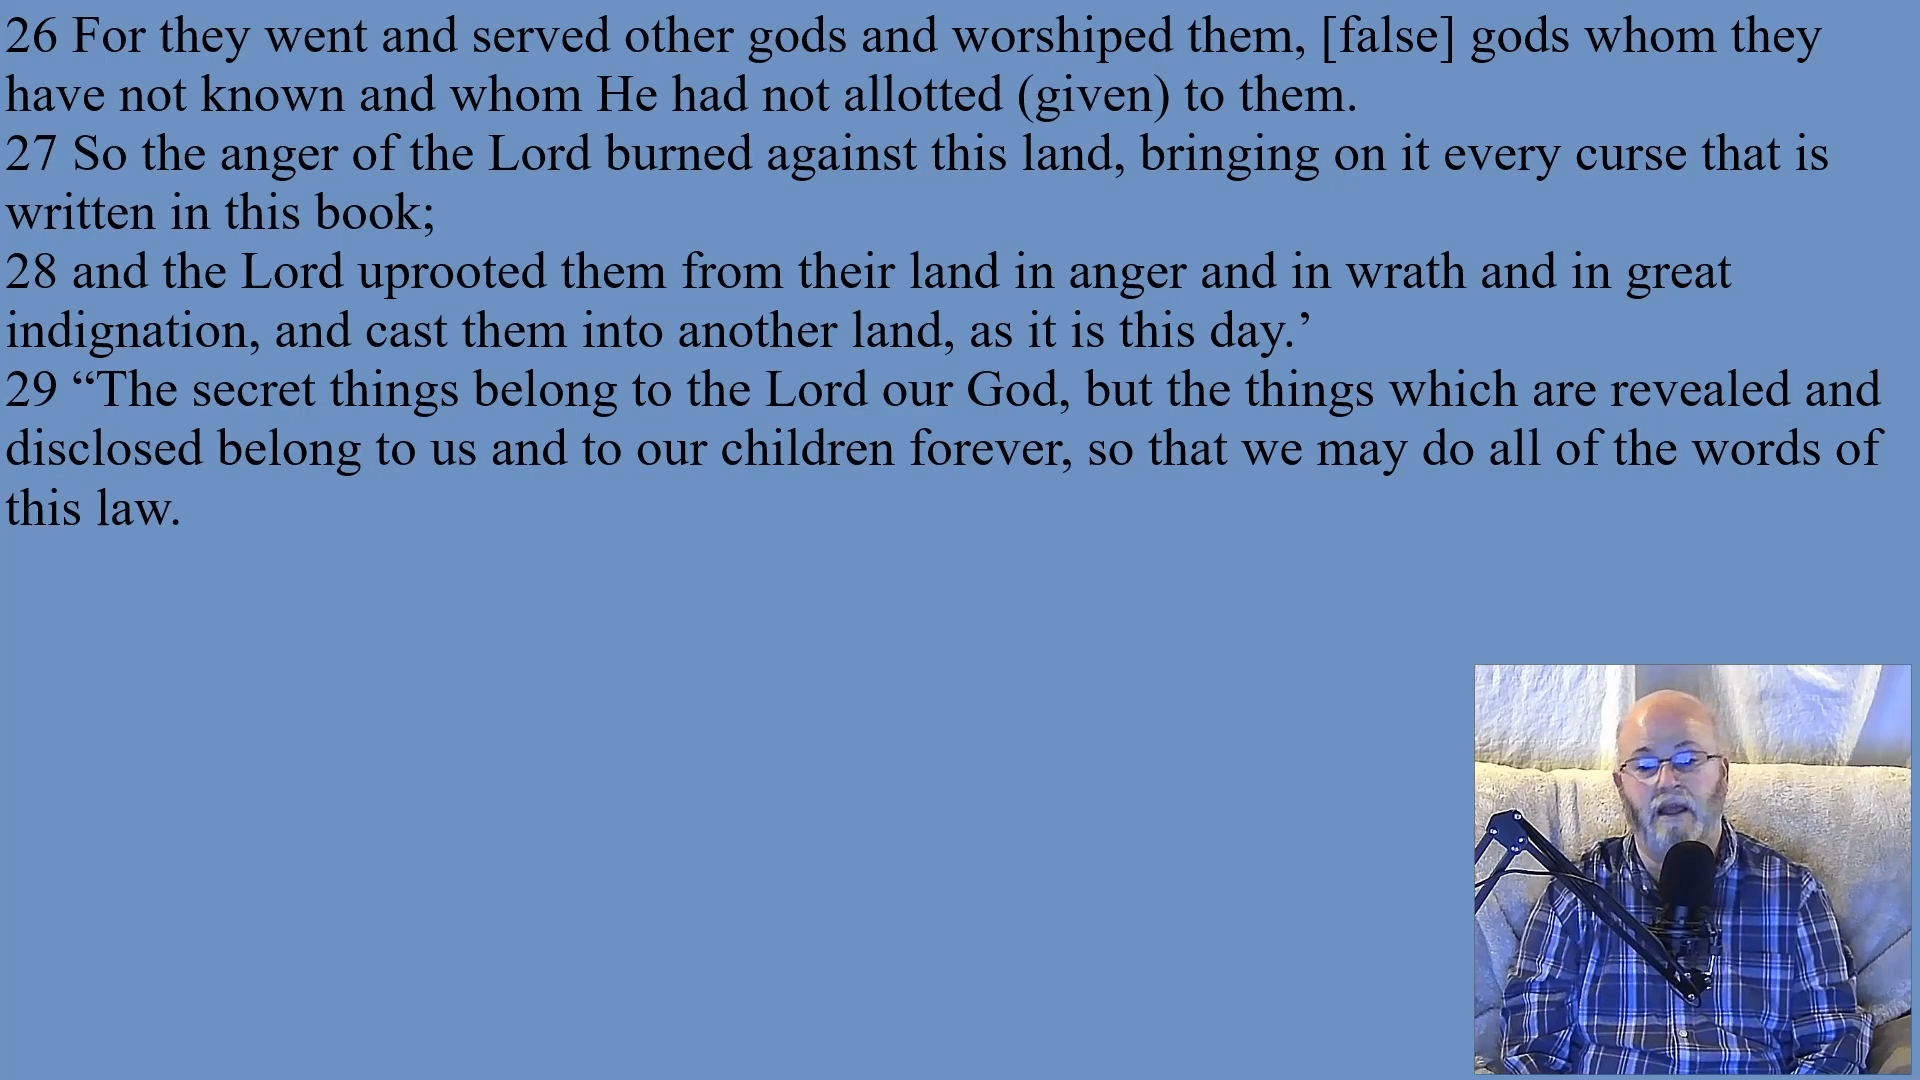 26 For they went and served other gods and worshiped them, [false] gods whom they
have not known and whom He had not allotted (given) to them.
27 So the anger of the Lord burned against this land, bringing on it every curse that is
written in this book;
28 and the Lord uprooted them from their land in anger and in wrath and in great
indignation, and cast them into another land, as it is this day.’
29 “The secret things belong to the Lord our God, but the things which are revealed and
disclosed belong to us and to our children forever, so that we may do all of the words of
this law.